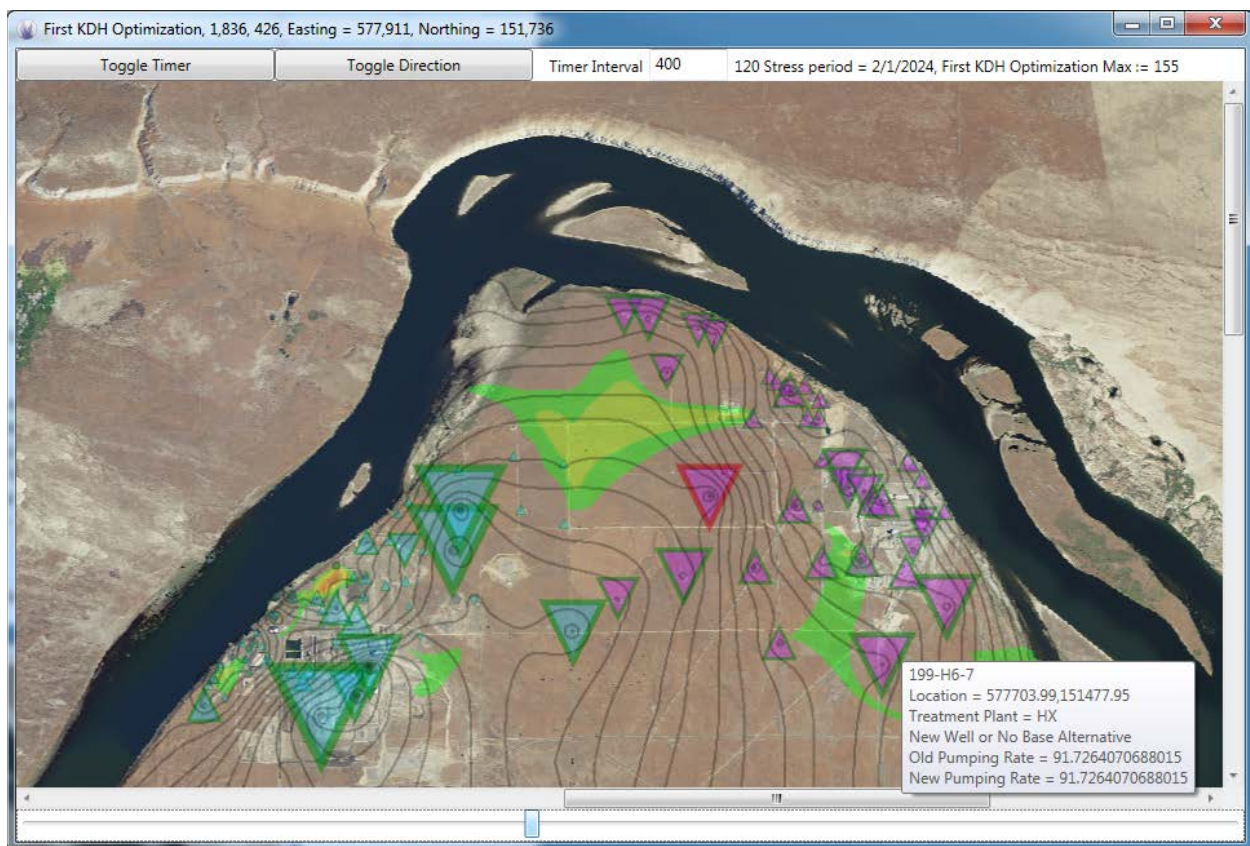 First KDH Optimization, 1,836, 426, Easting = 577,911, Northing = 151,736
Toggle Timer Toggle Direction Timer Interval 400 120 Stress period = 2/1/2024, First KDH Optimization Max := 155
199-H6-7
Location = 577703.99,151477.95
Treatment Plant = HX
New Well or No Base Alternative
Old Pumping Rate = 91.7264070688015
New Pumping Rate = 91.7264070688015